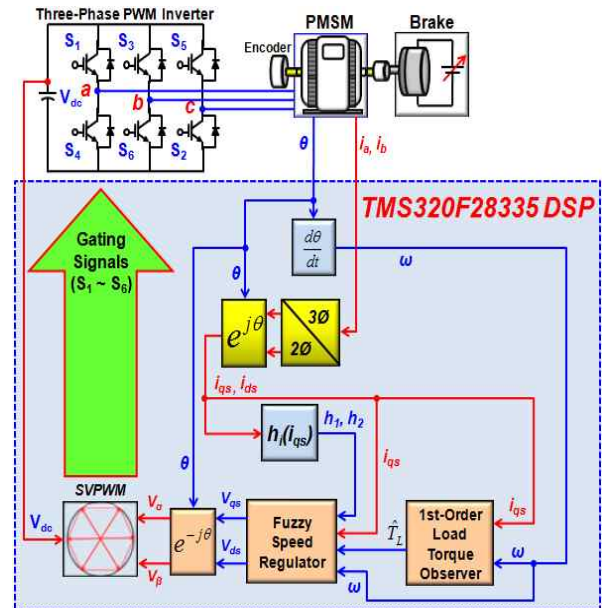 Three-Phase PWM Inverter
PMSM
Brake
Encoder
S1
S3
S5
a
b
c
Vdc
S4
S6
S2
θ
ia, ib
TMS320F28335 DSP
Gating
Signals
(S1 ~ S6)
dθ
dt
ω
θ
e^jθ
3Ø
2Ø
iqs, ids
hi(iqs)
h1, h2
iqs
iqs
θ
SVPWM
Vdc
Vα
Vβ
e^-jθ
Vqs
Vds
Fuzzy
Speed
Regulator
T̂L
1st-Order
Load
Torque
Observer
ω
ω